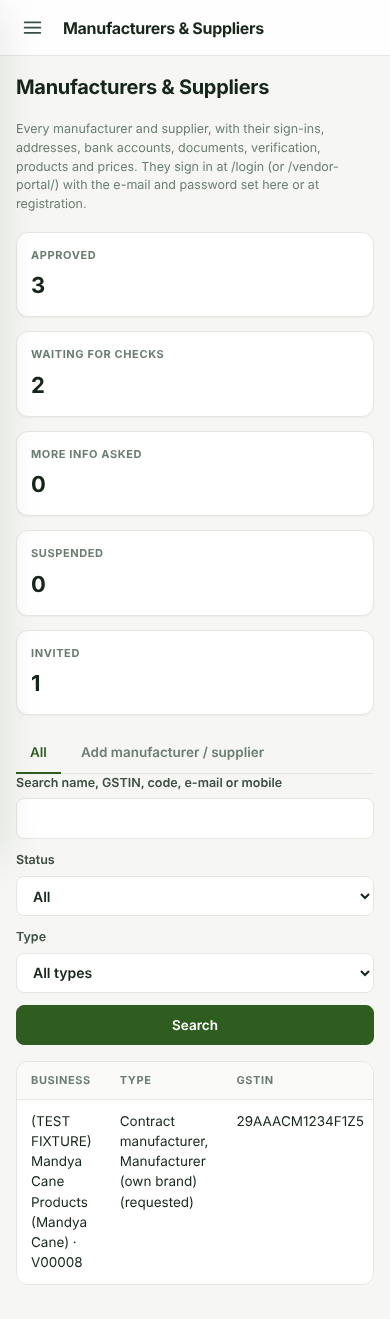 Manufacturers & Suppliers
Manufacturers & Suppliers
Every manufacturer and supplier, with their sign-ins,
addresses, bank accounts, documents, verification,
products and prices. They sign in at /login (or /vendor-
portal/) with the e-mail and password set here or at
registration.
APPROVED
3
WAITING FOR CHECKS
2
MORE INFO ASKED
0
SUSPENDED
0
INVITED
1
All Add manufacturer / supplier
Search name, GSTIN, code, e-mail or mobile
Status
All
Type
All types
Search
BUSINESS TYPE GSTIN
(TEST Contract 29AAACM1234F1Z5
FIXTURE) manufacturer,
Mandya Manufacturer
Cane (own brand)
Products (requested)
(Mandya
Cane) ·
V00008